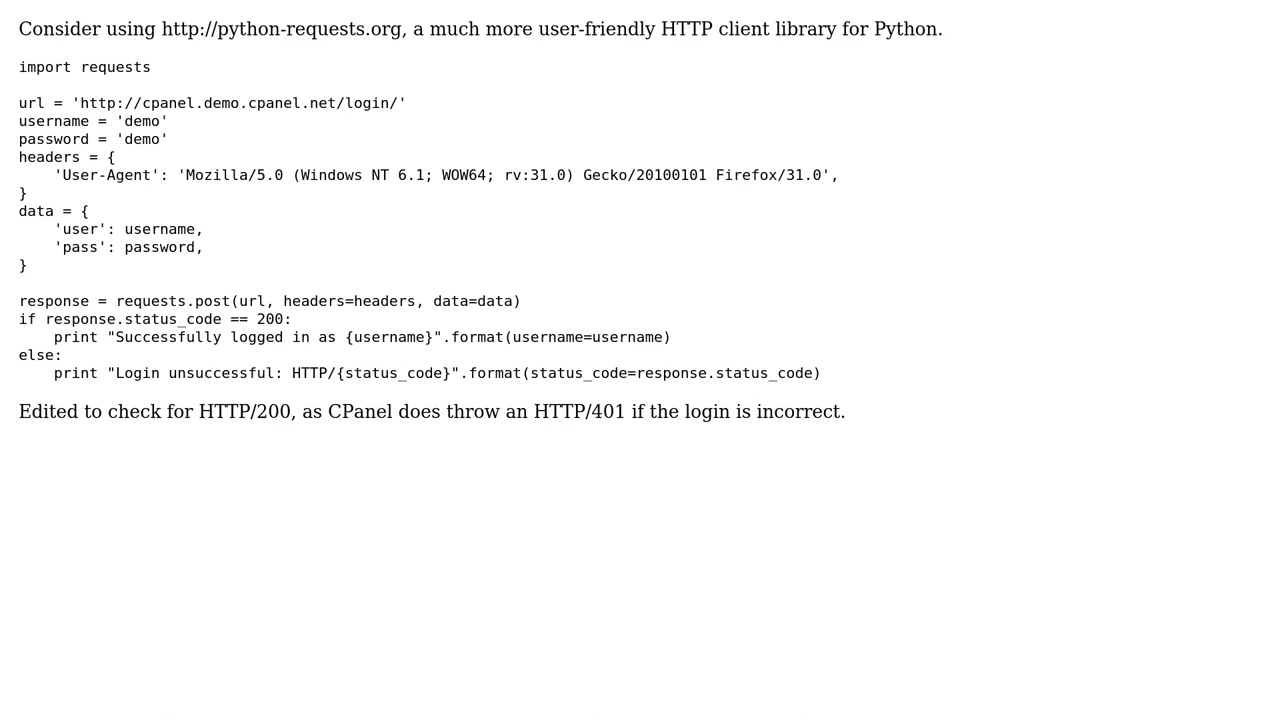 Consider using http://python-requests.org, a much more user-friendly HTTP client library for Python.
import requests

url = 'http://cpanel.demo.cpanel.net/login/'
username = 'demo'
password = 'demo'
headers = {
    'User-Agent': 'Mozilla/5.0 (Windows NT 6.1; WOW64; rv:31.0) Gecko/20100101 Firefox/31.0',
}
data = {
    'user': username,
    'pass': password,
}

response = requests.post(url, headers=headers, data=data)
if response.status_code == 200:
    print "Successfully logged in as {username}".format(username=username)
else:
    print "Login unsuccessful: HTTP/{status_code}".format(status_code=response.status_code)
Edited to check for HTTP/200, as CPanel does throw an HTTP/401 if the login is incorrect.